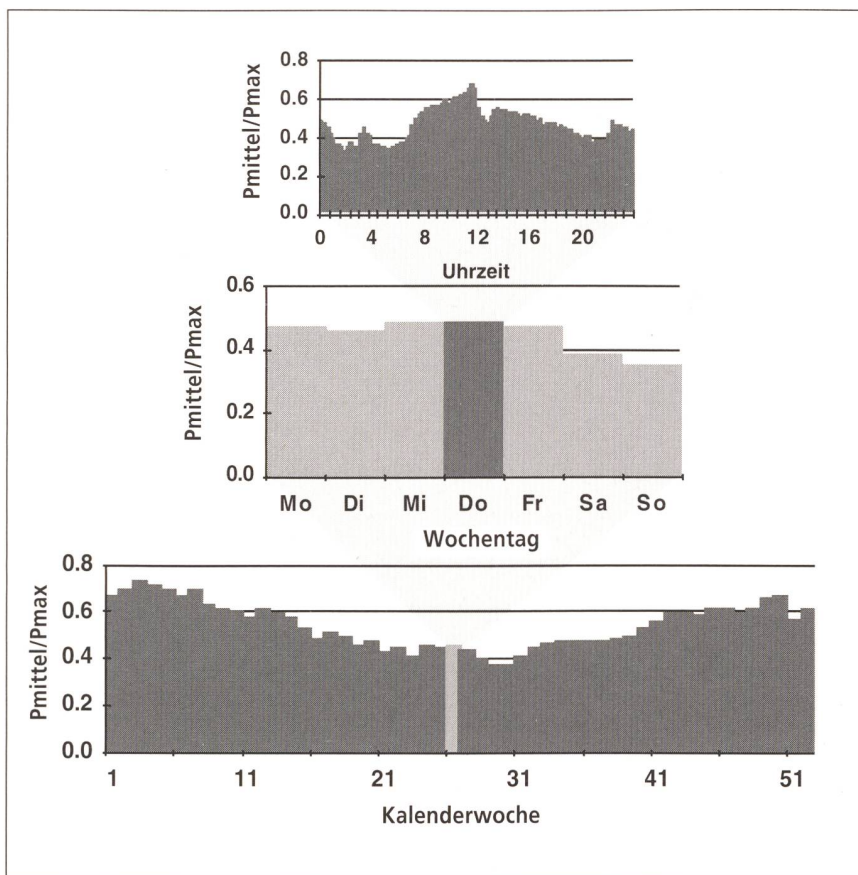 Pmittel/Pmax
0.8
0.6
0.4
0.2
0.0
0 4 8 12 16 20
Uhrzeit
Pmittel/Pmax
0.6
0.4
0.2
0.0
Mo Di Mi Do Fr Sa So
Wochentag
Pmittel/Pmax
0.8
0.6
0.4
0.2
0.0
1 11 21 31 41 51
Kalenderwoche